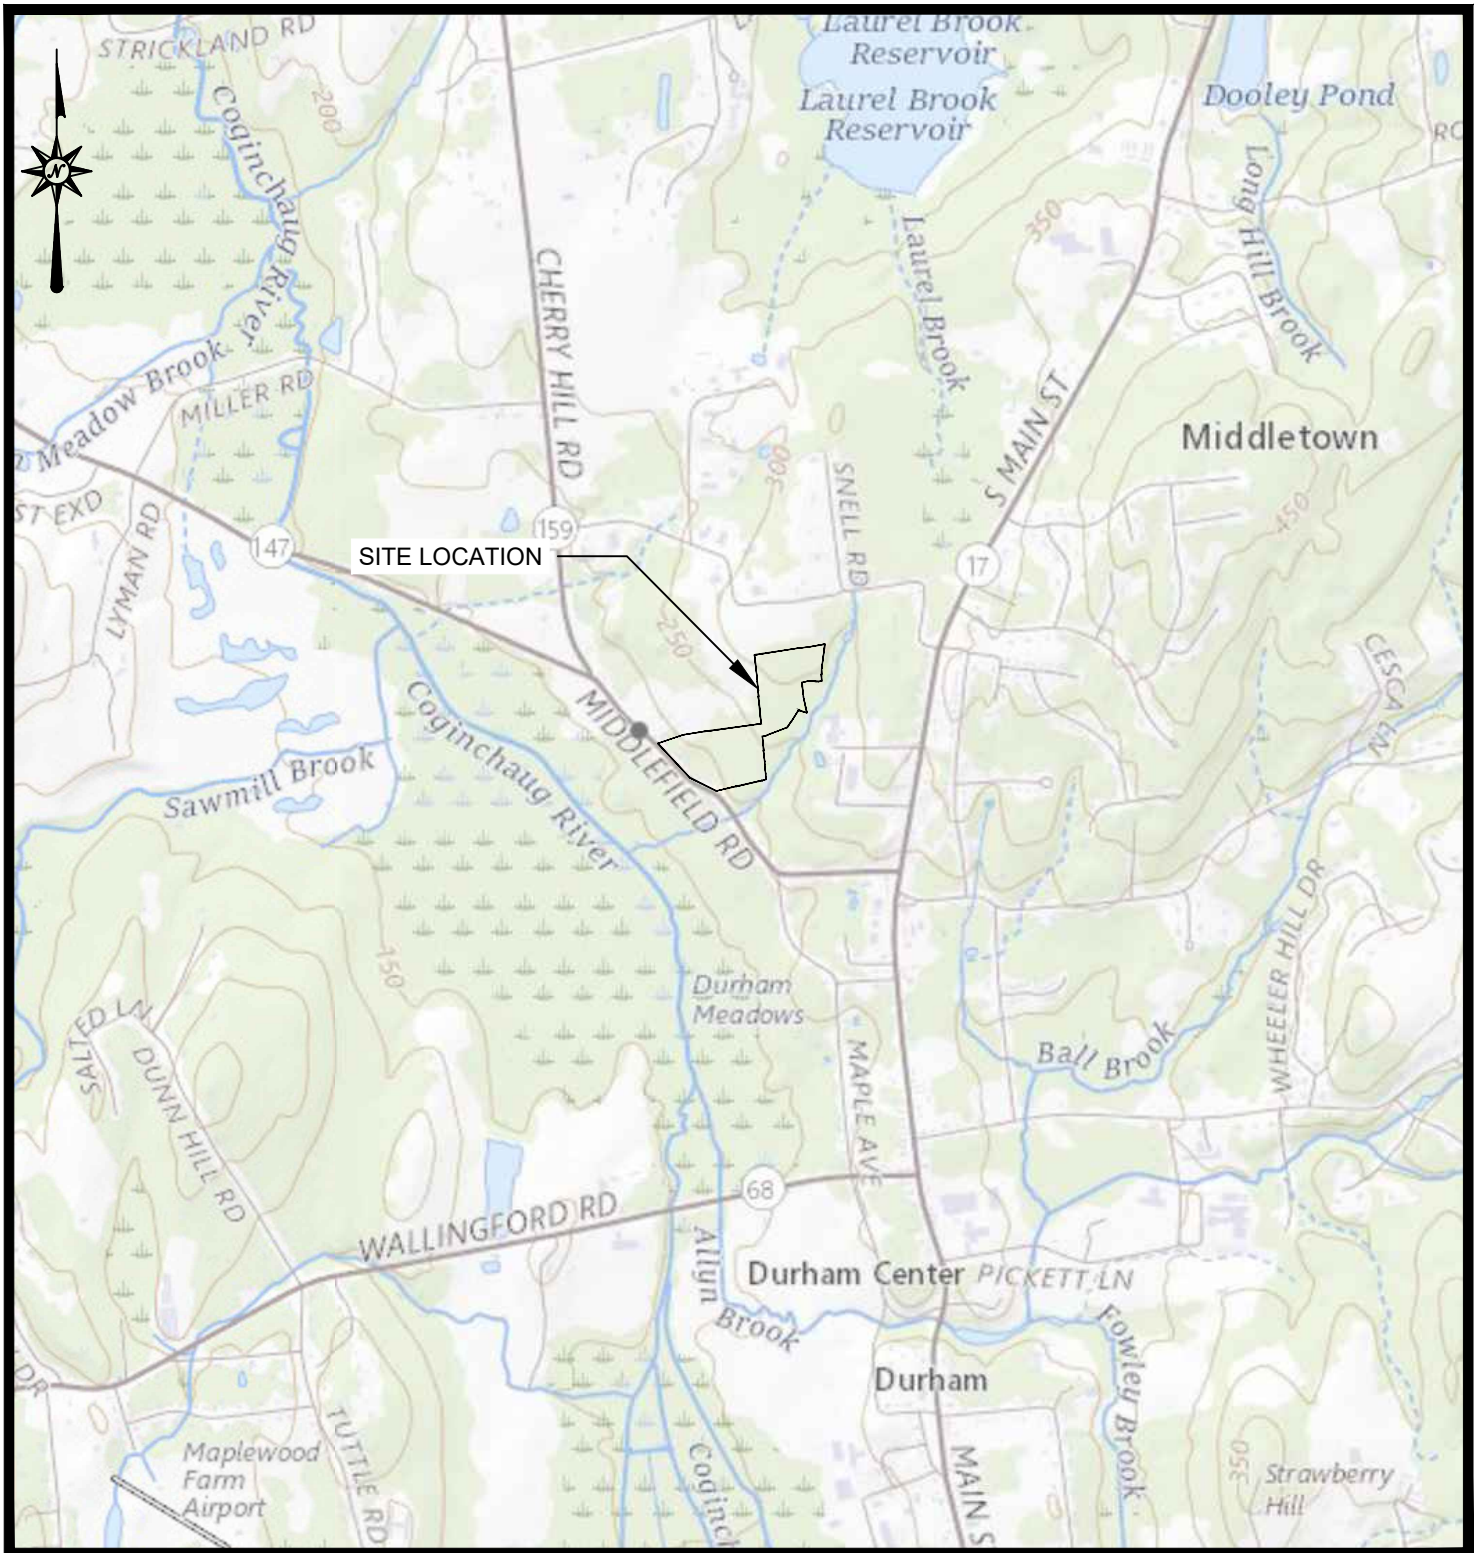 STRICKLAND RD
Laurel Brook
Reservoir
Laurel Brook
Reservoir
Dooley Pond
200
Coginchaug River
N
Long Hill Brook
350
Laurel Brook
CHERRY HILL RD
Meadow Brook
MILLER RD
S MAIN ST
Middletown
300
SNELL RD
450
ST EXD
LYMAN RD
147
159
SITE LOCATION
17
250
CESCA LN
MIDDLEFIELD RD
Coginchaug River
Sawmill Brook
WHEELER HILL DR
150
Durham
Meadows
SALTED LN
DUNN HILL RD
MAPLE AVE
Ball Brook
68
WALLINGFORD RD
Allyn
Brook
Durham Center
PICKETT LN
Fowley Brook
Durham
DR
TUTTLE RD
Maplewood
Farm
Airport
Coginch
MAIN S
350
Strawberry
Hill